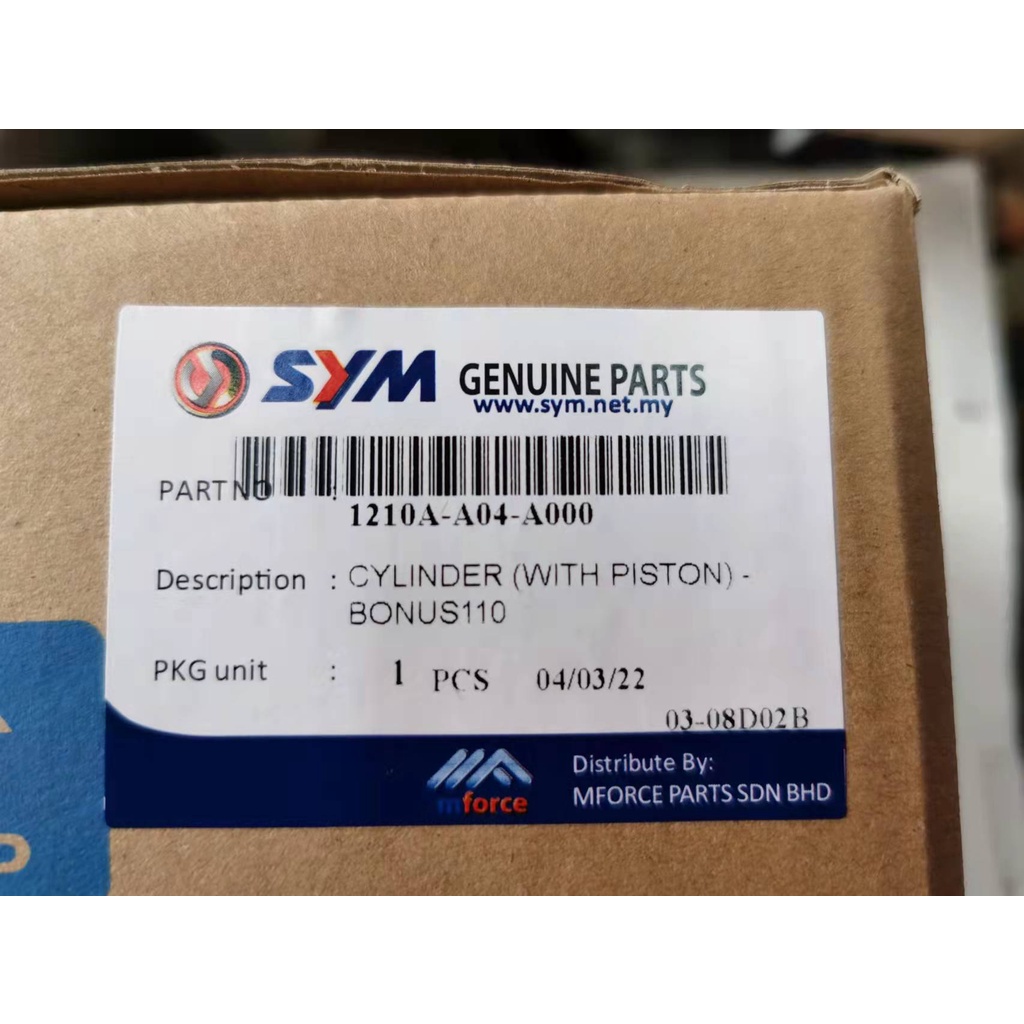 SYM GENUINE PARTS
www.sym.net.my
PART NO :
1210A-A04-A000
Description : CYLINDER (WITH PISTON) -
BONUS110
PKG unit : 1 PCS 04/03/22
03-08D02B
mforce
Distribute By:
MFORCE PARTS SDN BHD